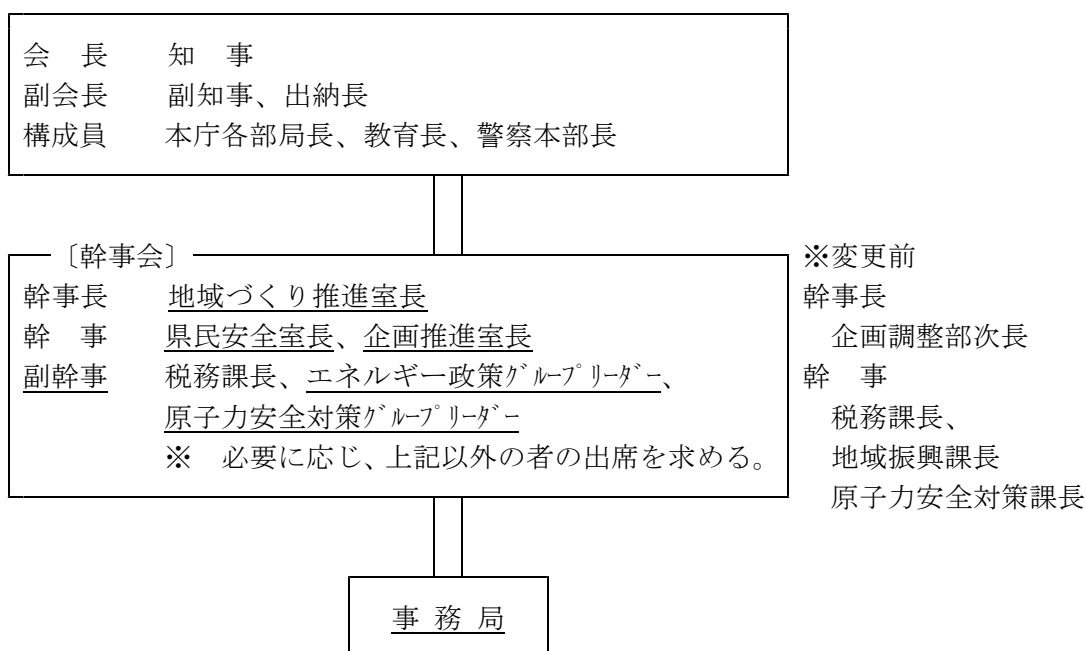 会　長　　知　事
副会長　　副知事、出納長
構成員　　本庁各部局長、教育長、警察本部長
〔幹事会〕
幹事長　　地域づくり推進室長
幹　事　　県民安全室長、企画推進室長
副幹事　　税務課長、エネルギー政策ｸﾞﾙｰﾌﾟﾘｰﾀﾞｰ、
原子力安全対策ｸﾞﾙｰﾌﾟﾘｰﾀﾞｰ
※　必要に応じ、上記以外の者の出席を求める。
※変更前
幹事長
企画調整部次長
幹　事
税務課長、
地域振興課長
原子力安全対策課長
事 務 局